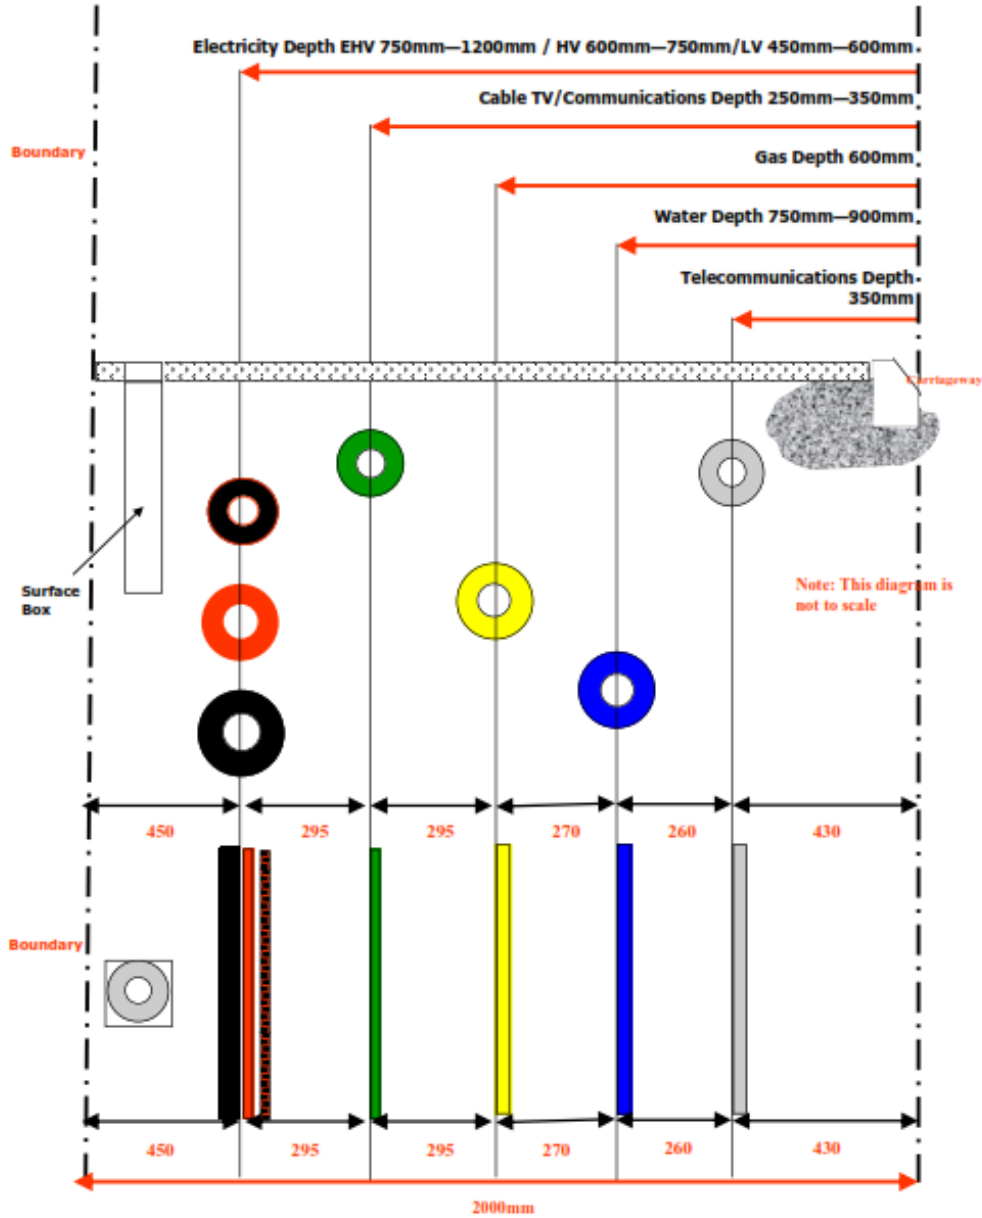 Electricity Depth EHV 750mm—1200mm / HV 600mm—750mm/LV 450mm—600mm
Cable TV/Communications Depth 250mm—350mm
Boundary
Gas Depth 600mm
Water Depth 750mm—900mm
Telecommunications Depth
350mm
Carriageway
Surface
Box
Note: This diagram is
not to scale
450
295
295
270
260
430
Boundary
450
295
295
270
260
430
2000mm